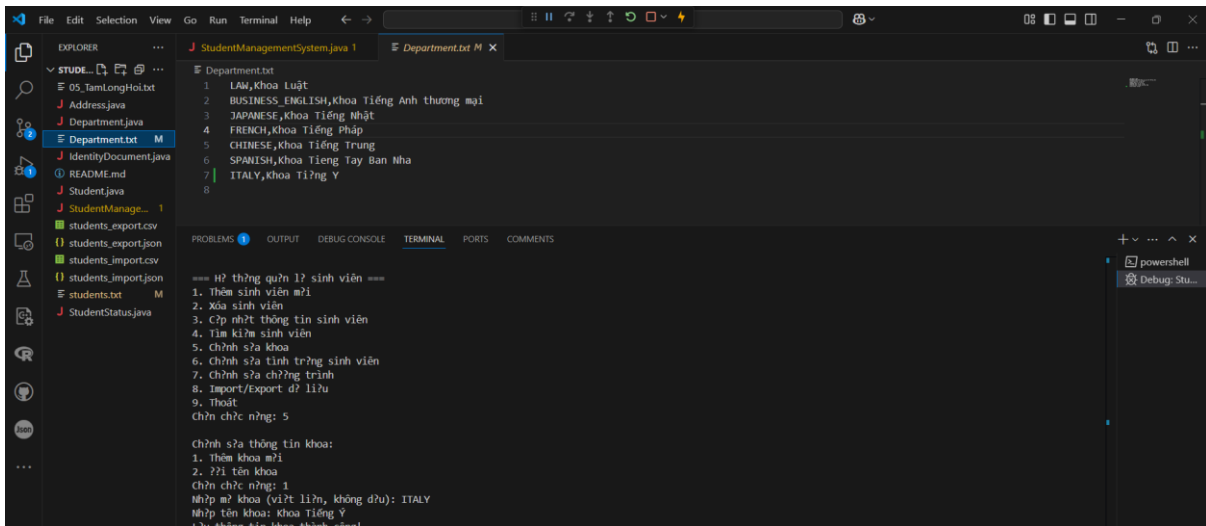 File Edit Selection View Go Run Terminal Help
EXPLORER
StudentManagementSystem.java 1
Department.txt M
STUDE...
05_TamLongHoi.txt
Address.java
Department.java
Department.txt M
IdentityDocument.java
README.md
Student.java
StudentManage... 1
students_export.csv
students_export.json
students_import.csv
students_import.json
students.txt M
StudentStatus.java
2
1
Json
Department.txt
1 LAW,Khoa Luật
2 BUSINESS_ENGLISH,Khoa Tiếng Anh thương mại
3 JAPANESE,Khoa Tiếng Nhật
4 FRENCH,Khoa Tiếng Pháp
5 CHINESE,Khoa Tiếng Trung
6 SPANISH,Khoa Tieng Tay Ban Nha
7 ITALY,Khoa Ti?ng Y
8
PROBLEMS 1 OUTPUT DEBUG CONSOLE TERMINAL PORTS COMMENTS
=== H? th?ng qu?n l? sinh viên ===
1. Thêm sinh viên m?i
2. Xóa sinh viên
3. C?p nh?t thông tin sinh viên
4. Tìm ki?m sinh viên
5. Ch?nh s?a khoa
6. Ch?nh s?a tình tr?ng sinh viên
7. Ch?nh s?a ch??ng trình
8. Import/Export d? li?u
9. Thoát
Ch?n ch?c n?ng: 5
Ch?nh s?a thông tin khoa:
1. Thêm khoa m?i
2. ??i tên khoa
Ch?n ch?c n?ng: 1
Nh?p m? khoa (vi?t li?n, không d?u): ITALY
Nh?p tên khoa: Khoa Tiếng Ý
L?u thông tin khoa thành công!
powershell
Debug: Stu...